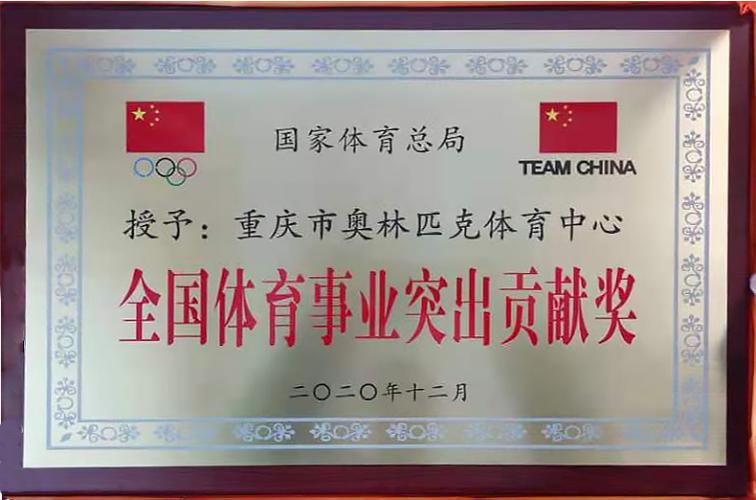 国家体育总局
TEAM CHINA
授予：重庆市奥林匹克体育中心
全国体育事业突出贡献奖
二〇二〇年十二月